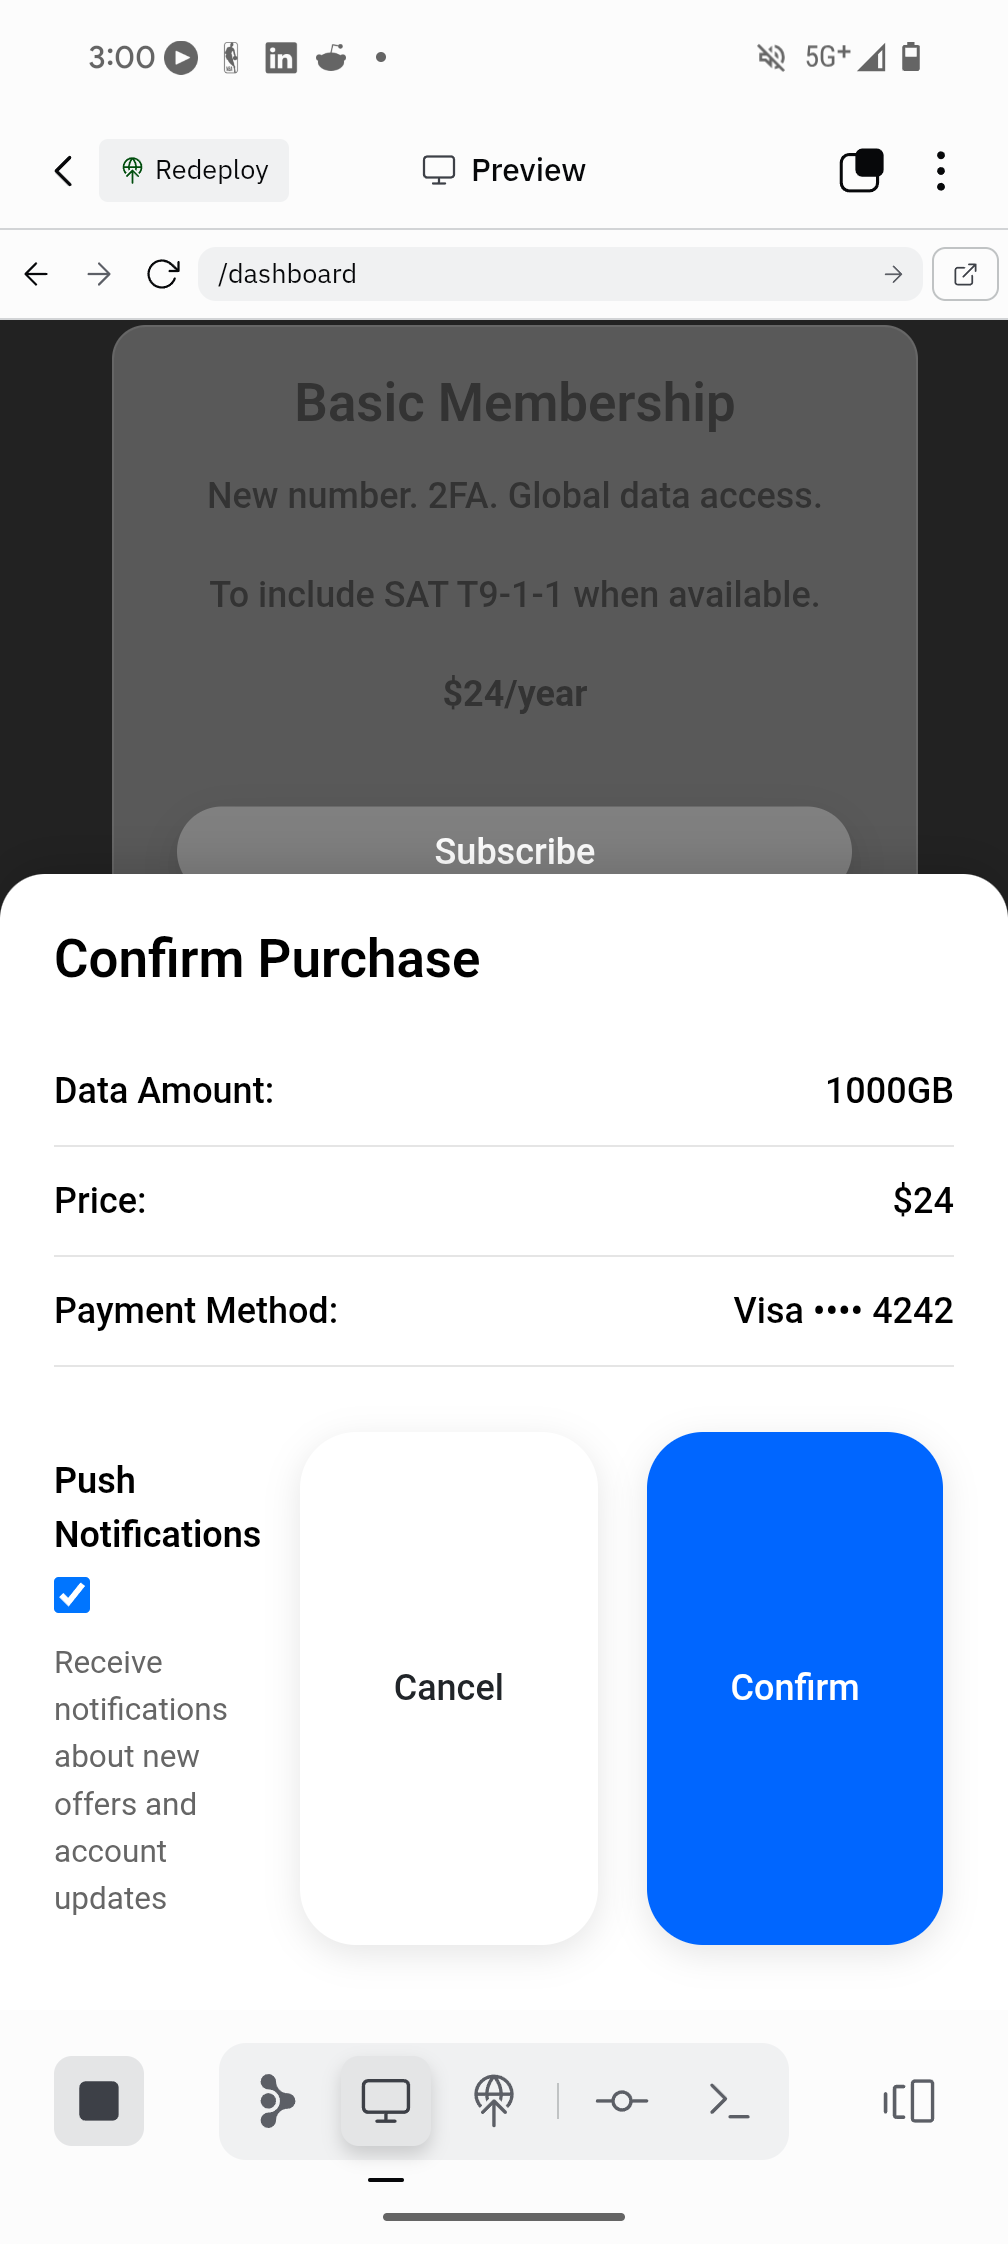 3:00 5G+
Redeploy Preview
/dashboard
Basic Membership
New number. 2FA. Global data access.
To include SAT T9-1-1 when available.
$24/year
Subscribe
Confirm Purchase
Data Amount: 1000GB
Price: $24
Payment Method: Visa •••• 4242
Push
Notifications
Receive
notifications
about new
offers and
account
updates
Cancel
Confirm